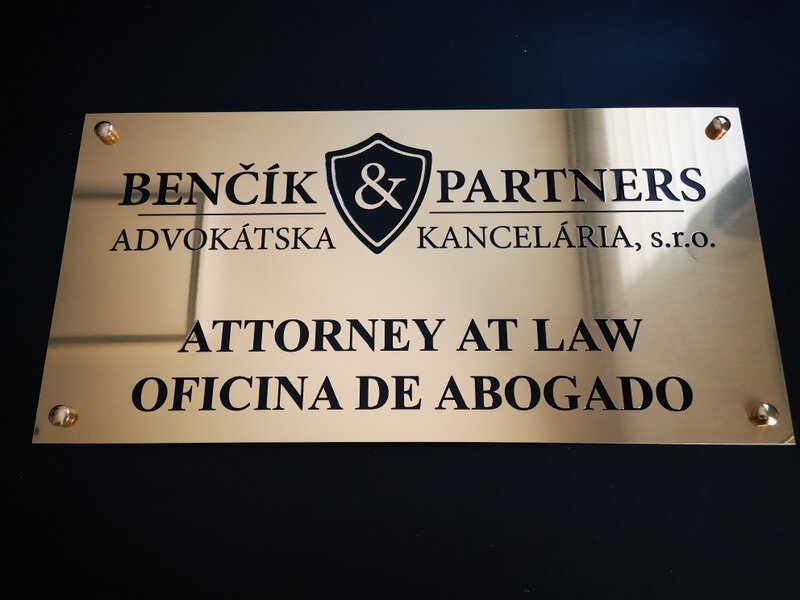 BENČÍK & PARTNERS
ADVOKÁTSKA KANCELÁRIA, s.r.o.
ATTORNEY AT LAW
OFICINA DE ABOGADO